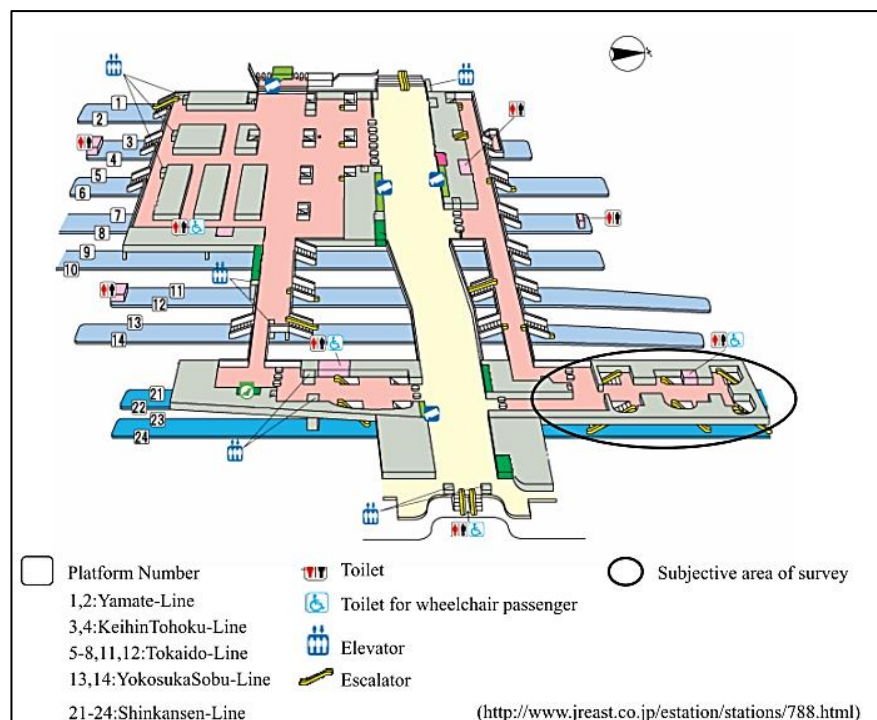 1
2
3
4
5
6
7
8
9
10
11
12
13
14
21
22
23
24
Platform Number
1,2:Yamate-Line
3,4:KeihinTohoku-Line
5-8,11,12:Tokaido-Line
13,14:YokosukaSobu-Line
21-24:Shinkansen-Line
Toilet
Toilet for wheelchair passenger
Elevator
Escalator
Subjective area of survey
(http://www.jreast.co.jp/estation/stations/788.html)